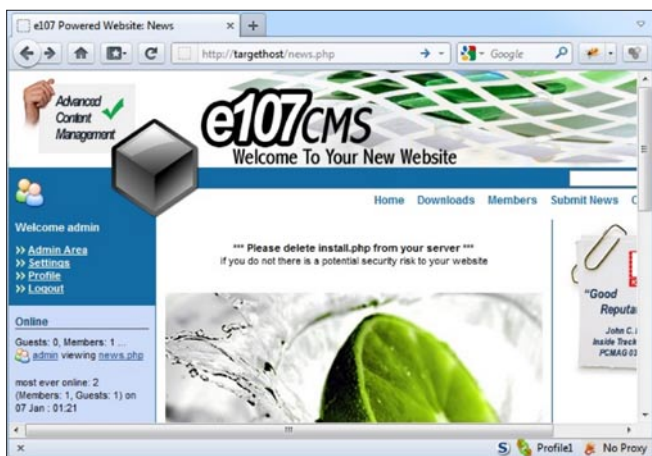 e107 Powered Website: News
http://targethost/news.php
Google
Advanced
Content
Management
e107CMS
Welcome To Your New Website
Home Downloads Members Submit News
Welcome admin
>> Admin Area
>> Settings
>> Profile
>> Logout
*** Please delete install.php from your server ***
if you do not there is a potential security risk to your website
Online
Guests: 0, Members: 1 ...
admin viewing news.php
most ever online: 2
(Members: 1, Guests: 1) on
07 Jan : 01:21
"Good
Reputa
John C.
Inside Track
PCMAG 03
Profile1
No Proxy